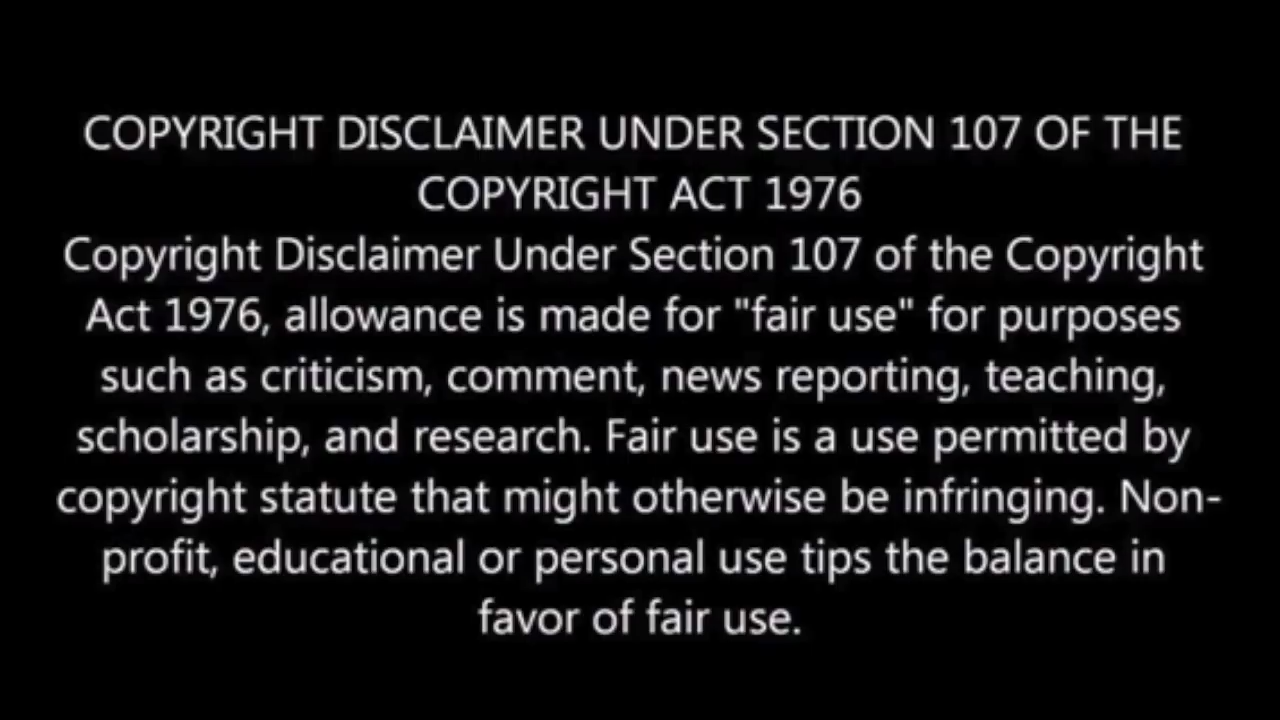 COPYRIGHT DISCLAIMER UNDER SECTION 107 OF THE
COPYRIGHT ACT 1976
Copyright Disclaimer Under Section 107 of the Copyright
Act 1976, allowance is made for "fair use" for purposes
such as criticism, comment, news reporting, teaching,
scholarship, and research. Fair use is a use permitted by
copyright statute that might otherwise be infringing. Non-
profit, educational or personal use tips the balance in
favor of fair use.